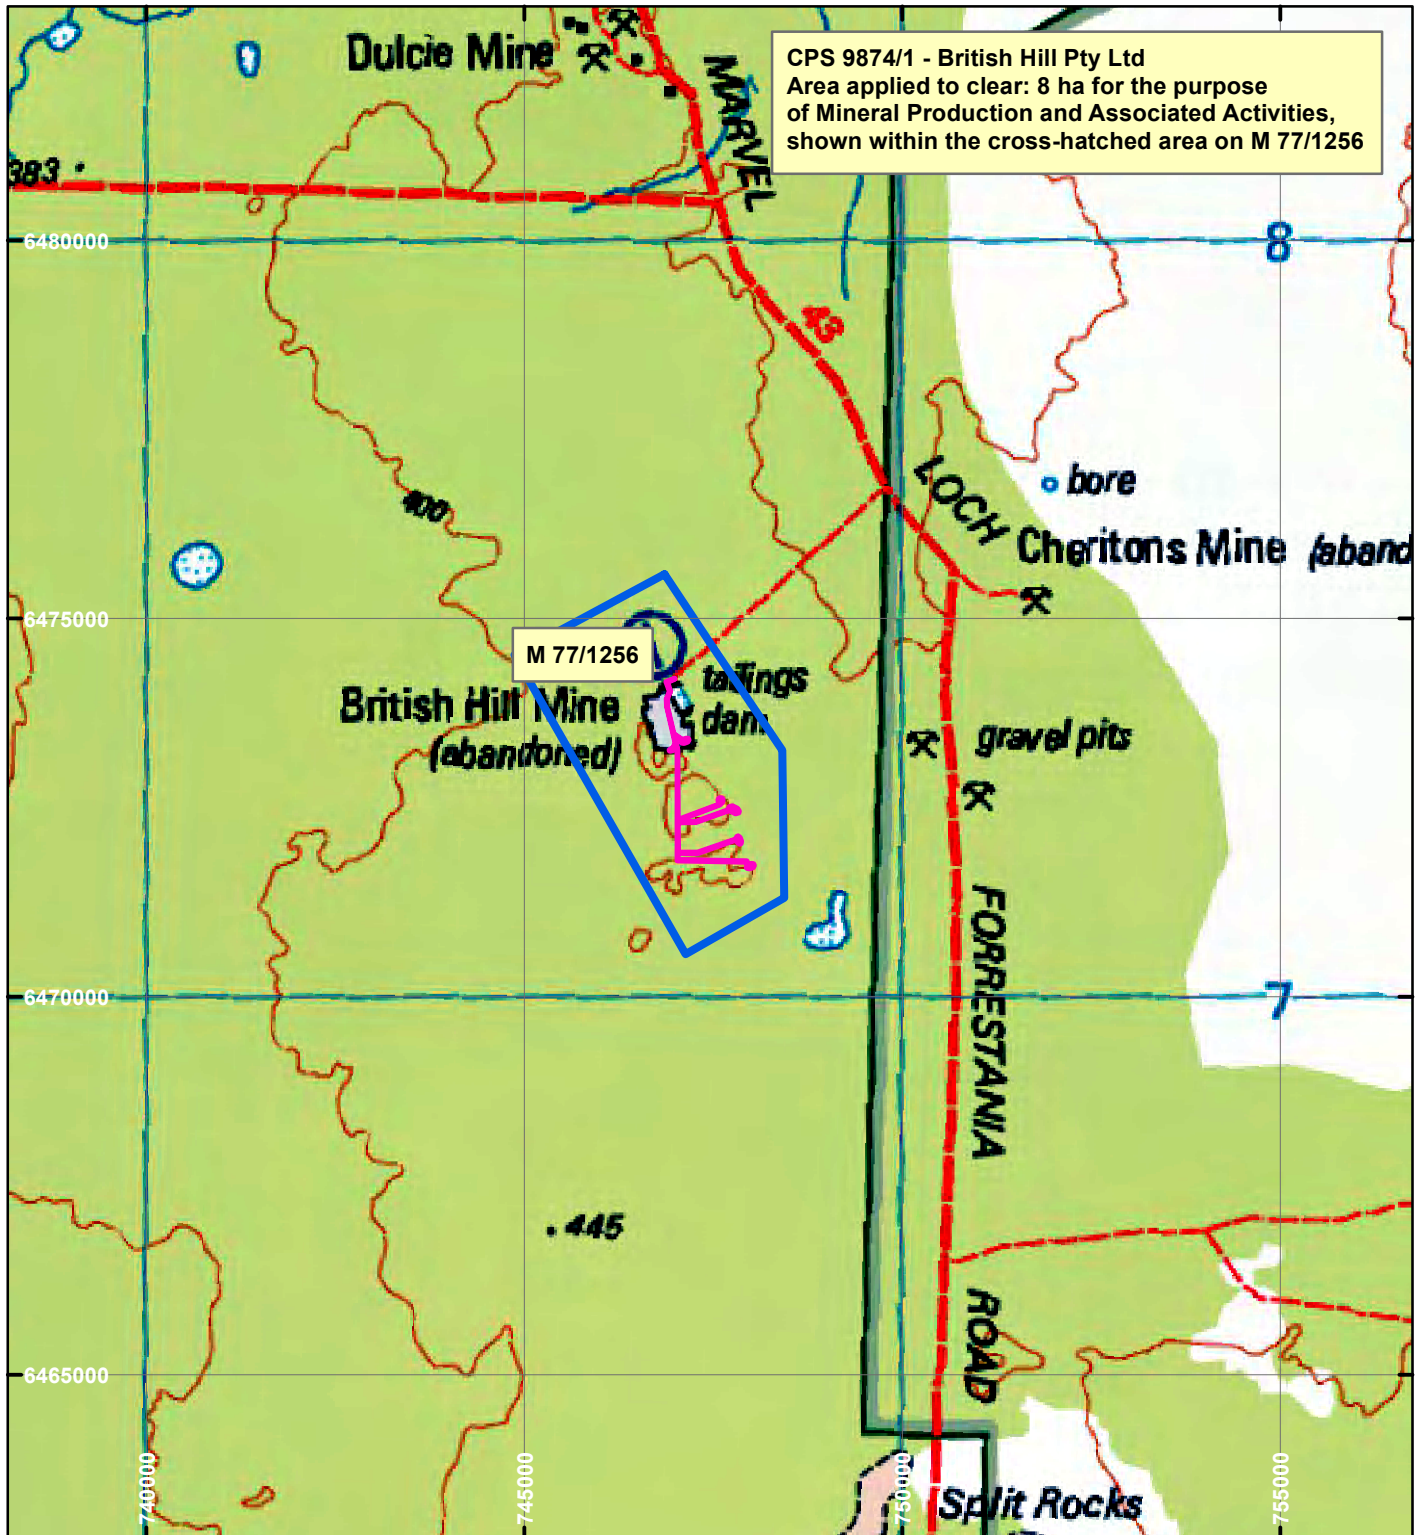 CPS 9874/1 - British Hill Pty Ltd
Area applied to clear: 8 ha for the purpose
of Mineral Production and Associated Activities,
shown within the cross-hatched area on M 77/1256
Dulcie Mine
MARVEL
383
6480000
8
43
LOCH
bore
400
Cheritons Mine (aband
6475000
M 77/1256
tailings
dam
British Hill Mine
(abandoned)
gravel pits
FORRESTANIA
6470000
7
445
ROAD
6465000
740000
745000
750000
755000
Split Rocks